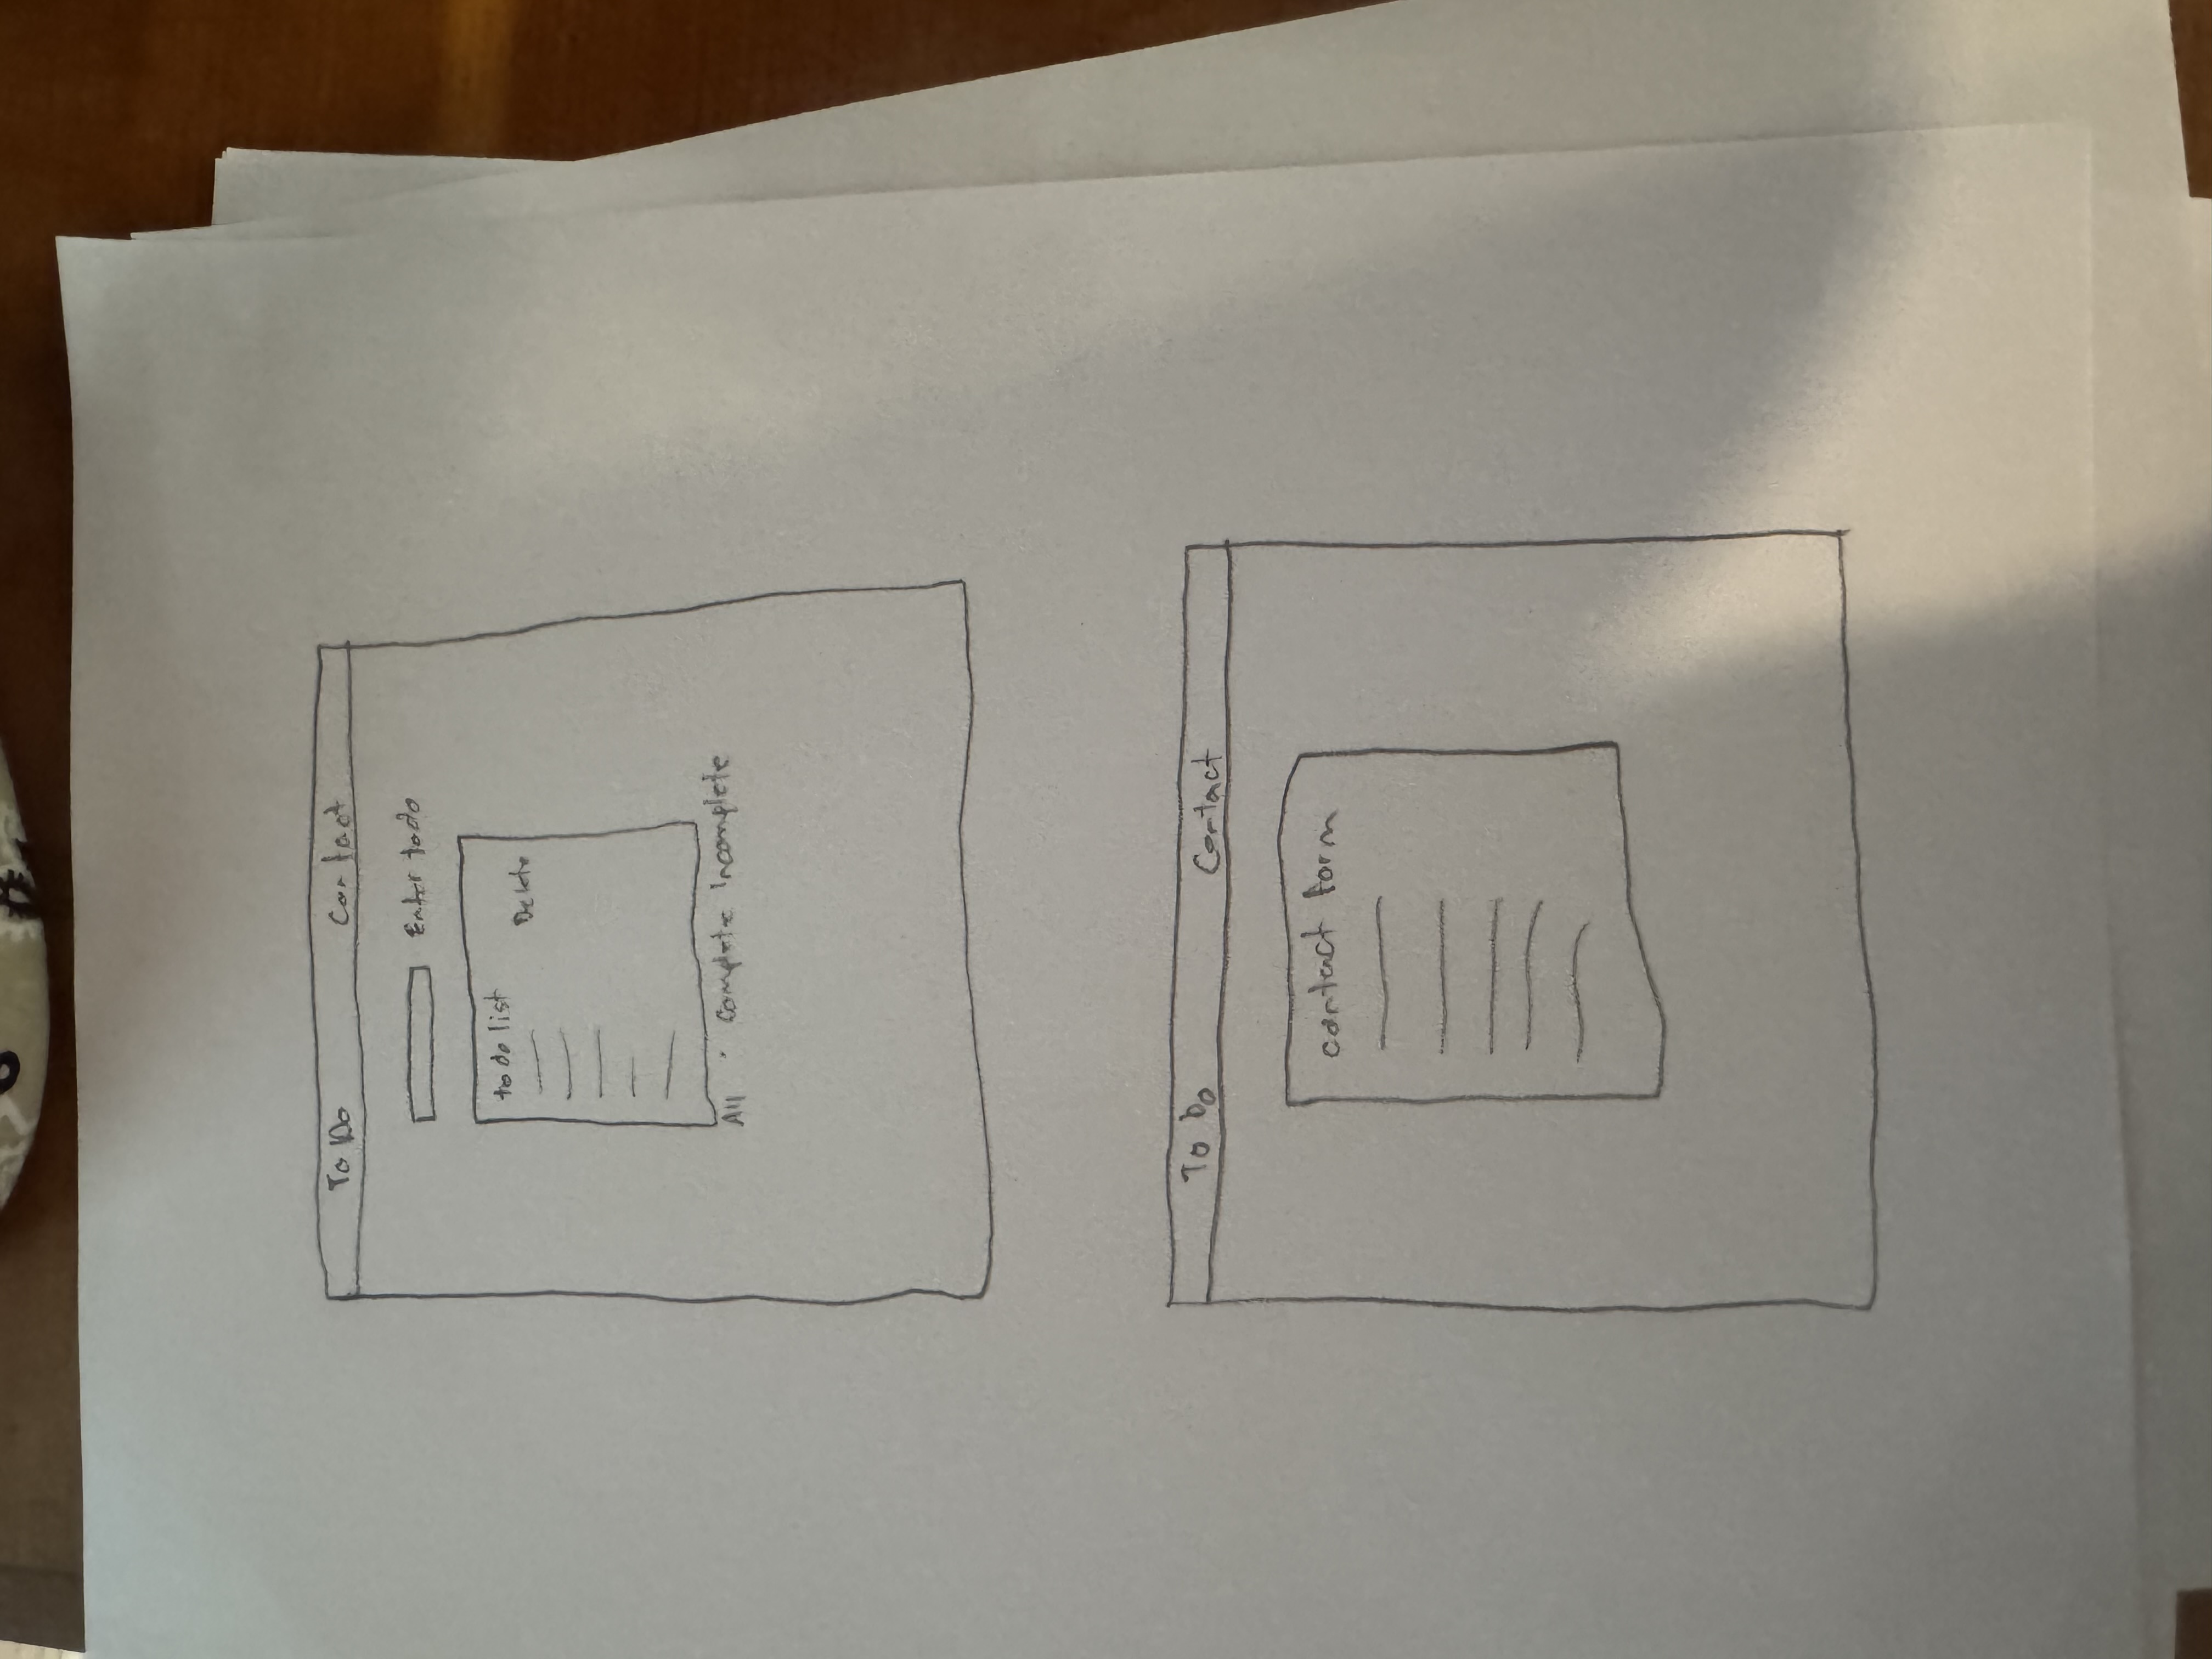 To Do Contact
Enter todo
to do list
Delete
All Complete Incomplete
To Do Contact
contact form